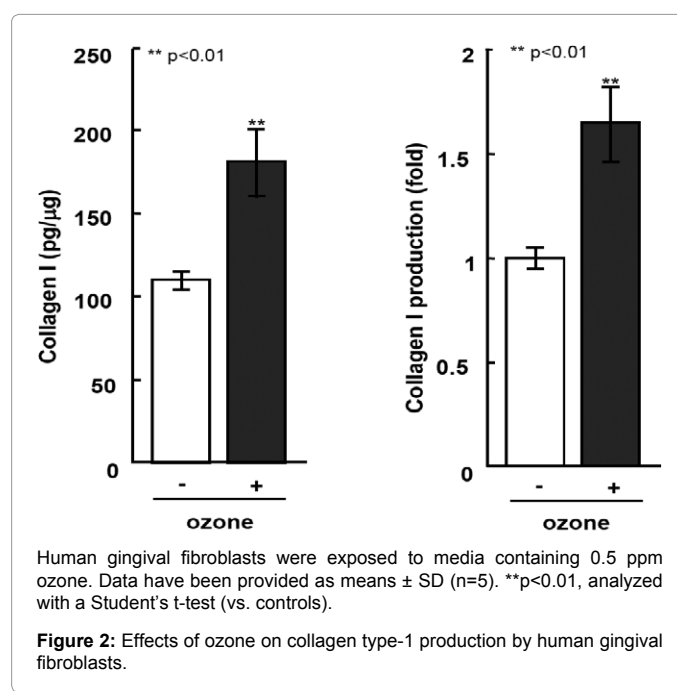 250
200
150
100
50
0
Collagen I (pg/µg)
** p<0.01
**
- +
ozone
2
1.5
1
0.5
0
Collagen I production (fold)
** p<0.01
**
- +
ozone
Human gingival fibroblasts were exposed to media containing 0.5 ppm
ozone. Data have been provided as means ± SD (n=5). **p<0.01, analyzed
with a Student's t-test (vs. controls).
Figure 2: Effects of ozone on collagen type-1 production by human gingival
fibroblasts.